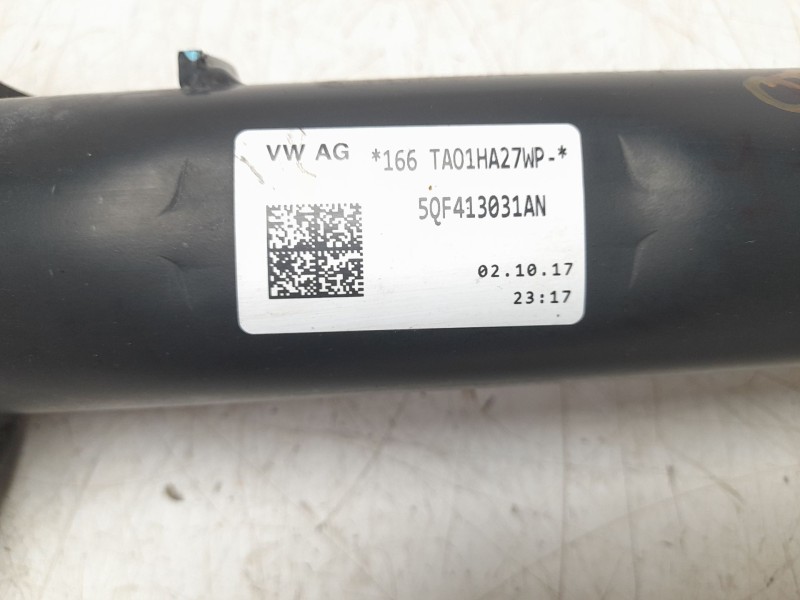 VW AG *166 TA01HA27WP-*
5QF413031AN
02.10.17
23:17